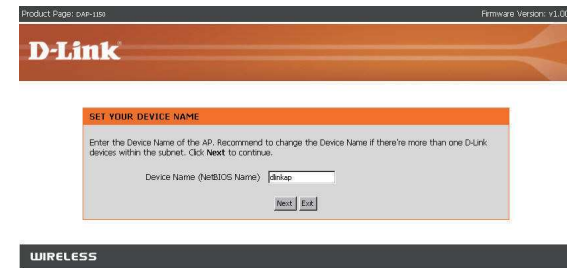 Product Page: DAP-1150 Firmware Version: v1.00
D-Link
SET YOUR DEVICE NAME
Enter the Device Name of the AP. Recommend to change the Device Name if there're more than one D-Link
devices within the subnet. Click Next to continue.
Device Name (NetBIOS Name) dlinkap
Next Exit
WIRELESS